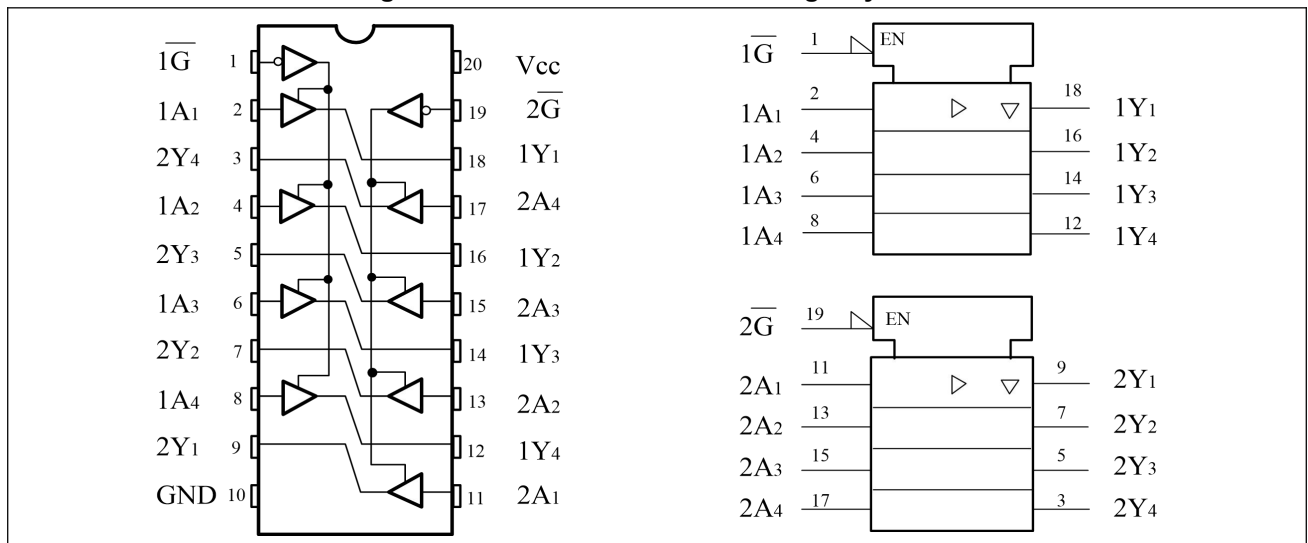 1G̅ 1 20 Vcc
1A1 2 19 2G̅
2Y4 3 18 1Y1
1A2 4 17 2A4
2Y3 5 16 1Y2
1A3 6 15 2A3
2Y2 7 14 1Y3
1A4 8 13 2A2
2Y1 9 12 1Y4
GND 10 11 2A1
1G̅ 1 EN
1A1 2 18 1Y1
1A2 4 16 1Y2
1A3 6 14 1Y3
1A4 8 12 1Y4
2G̅ 19 EN
2A1 11 9 2Y1
2A2 13 7 2Y2
2A3 15 5 2Y3
2A4 17 3 2Y4